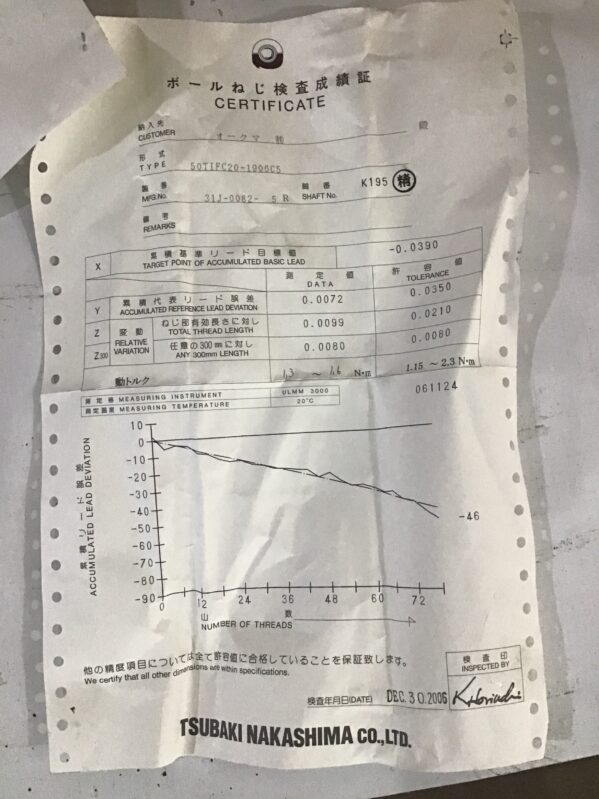 ボールねじ検査成績証
CERTIFICATE
納入先
CUSTOMER オークマ ㈱ 殿
形式
TYPE 50TIFC20-1906C5
製番
MFG.No. 31J-0082- 5 R
軸番
SHAFT No. K195 精
備考
REMARKS
X 累積基準リード目標値 -0.0390
TARGET POINT OF ACCUMULATED BASIC LEAD
測定値 許容値
DATA TOLERANCE
Y 累積代表リード誤差 0.0072 0.0350
ACCUMULATED REFERENCE LEAD DEVIATION
Z 変動 ねじ部有効長さに対し 0.0099 0.0210
RELATIVE VARIATION TOTAL THREAD LENGTH
Z300 任意の300㎜に対し 0.0080 0.0080
ANY 300mm LENGTH
動トルク 1.3 ~ 1.6 N·m 1.15 ~ 2.3 N·m
測定器 MEASURING INSTRUMENT ULMM 3000 061124
測定温度 MEASURING TEMPERATURE 20℃
累積リード誤差
ACCUMULATED LEAD DEVIATION
10
0
-10
-20
-30
-40
-50
-60
-70
-80
-90
-46
0 12 24 36 48 60 72
山数
NUMBER OF THREADS
他の精度項目については全て許容値に合格していることを保証致します。
We certify that all other dimensions are within specifications.
検査印
INSPECTED BY
検査年月日(DATE) DEC. 30.2006
K.Horiuchi
TSUBAKI NAKASHIMA CO.,LTD.